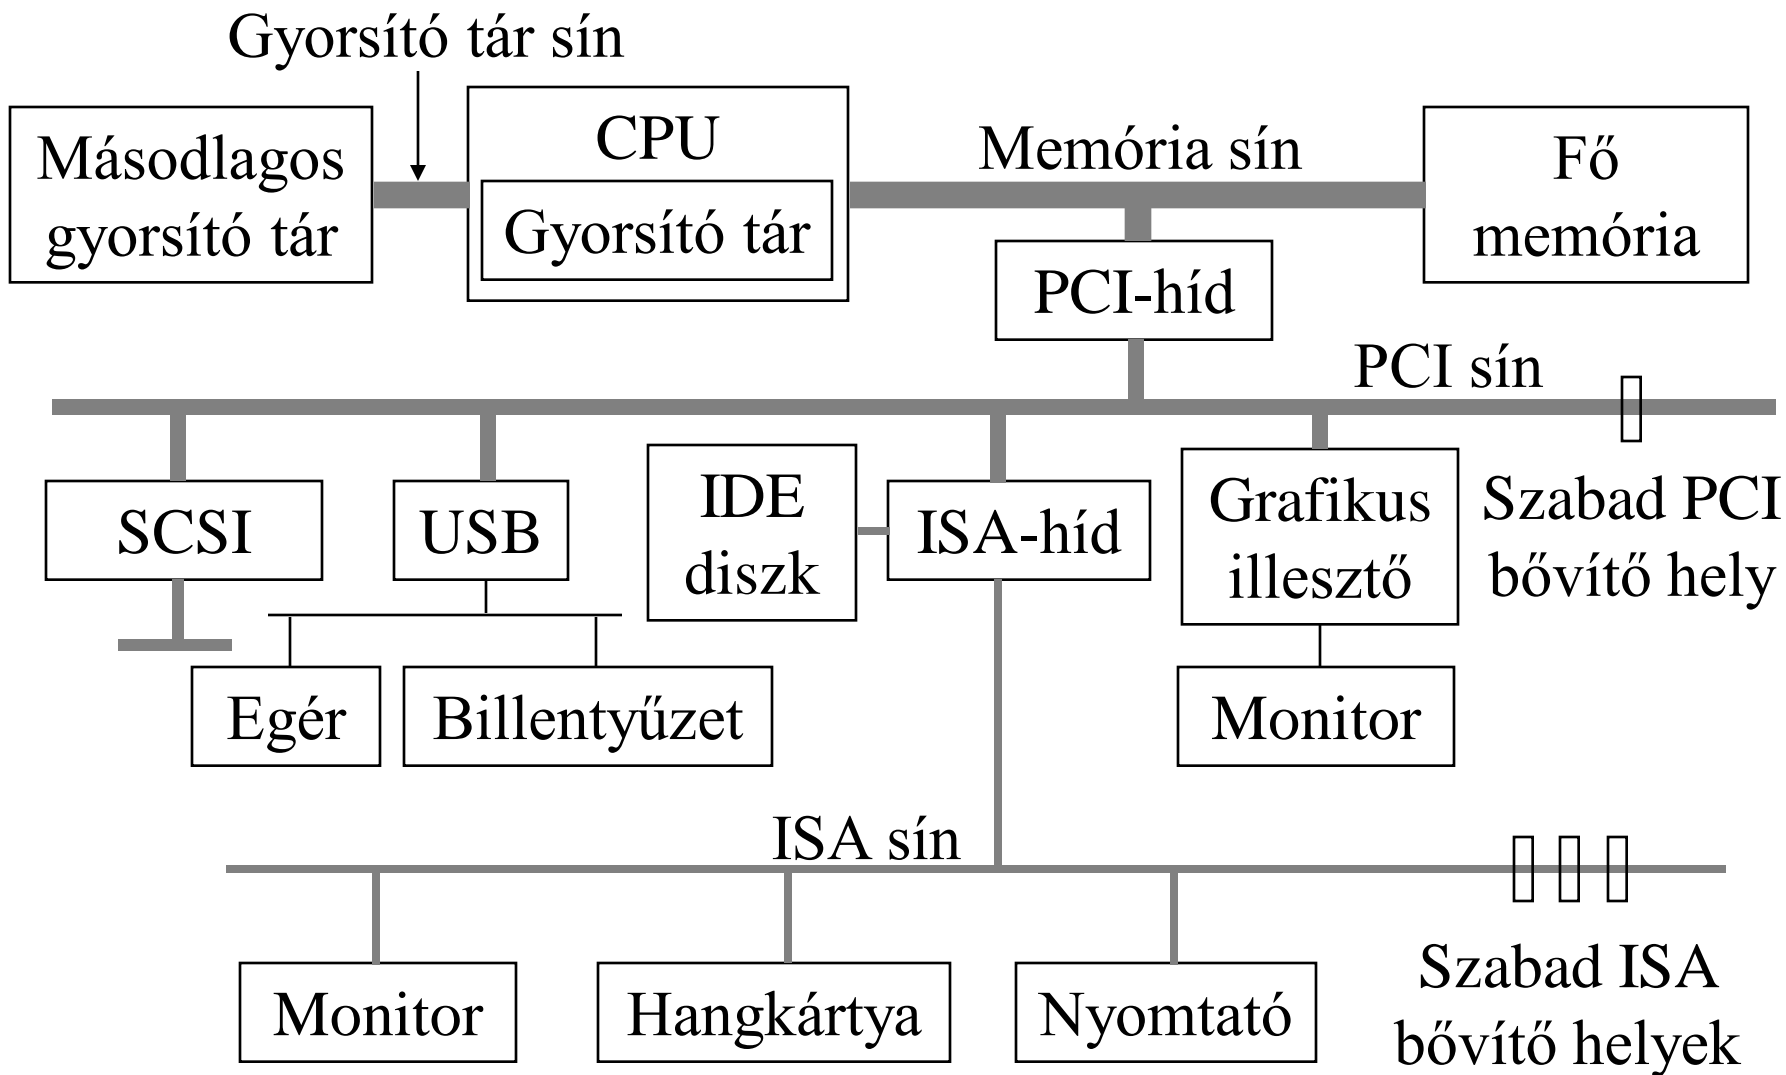 Gyorsító tár sín
Másodlagos
gyorsító tár
CPU
Gyorsító tár
Memória sín
Fő
memória
PCI-híd
PCI sín
SCSI
USB
IDE
diszk
ISA-híd
Grafikus
illesztő
Szabad PCI
bővítő hely
Egér
Billentyűzet
Monitor
ISA sín
Monitor
Hangkártya
Nyomtató
Szabad ISA
bővítő helyek